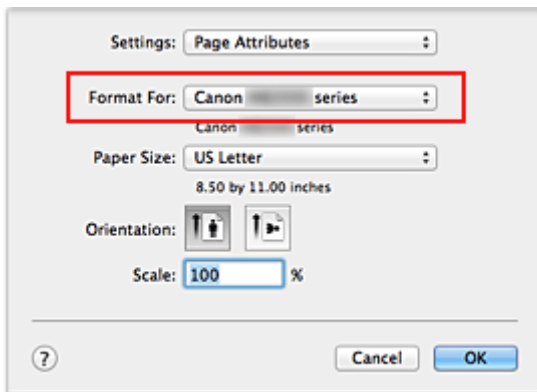 Settings: Page Attributes
Format For: Canon series
Canon series
Paper Size: US Letter
8.50 by 11.00 inches
Orientation:
Scale: 100 %
? Cancel OK